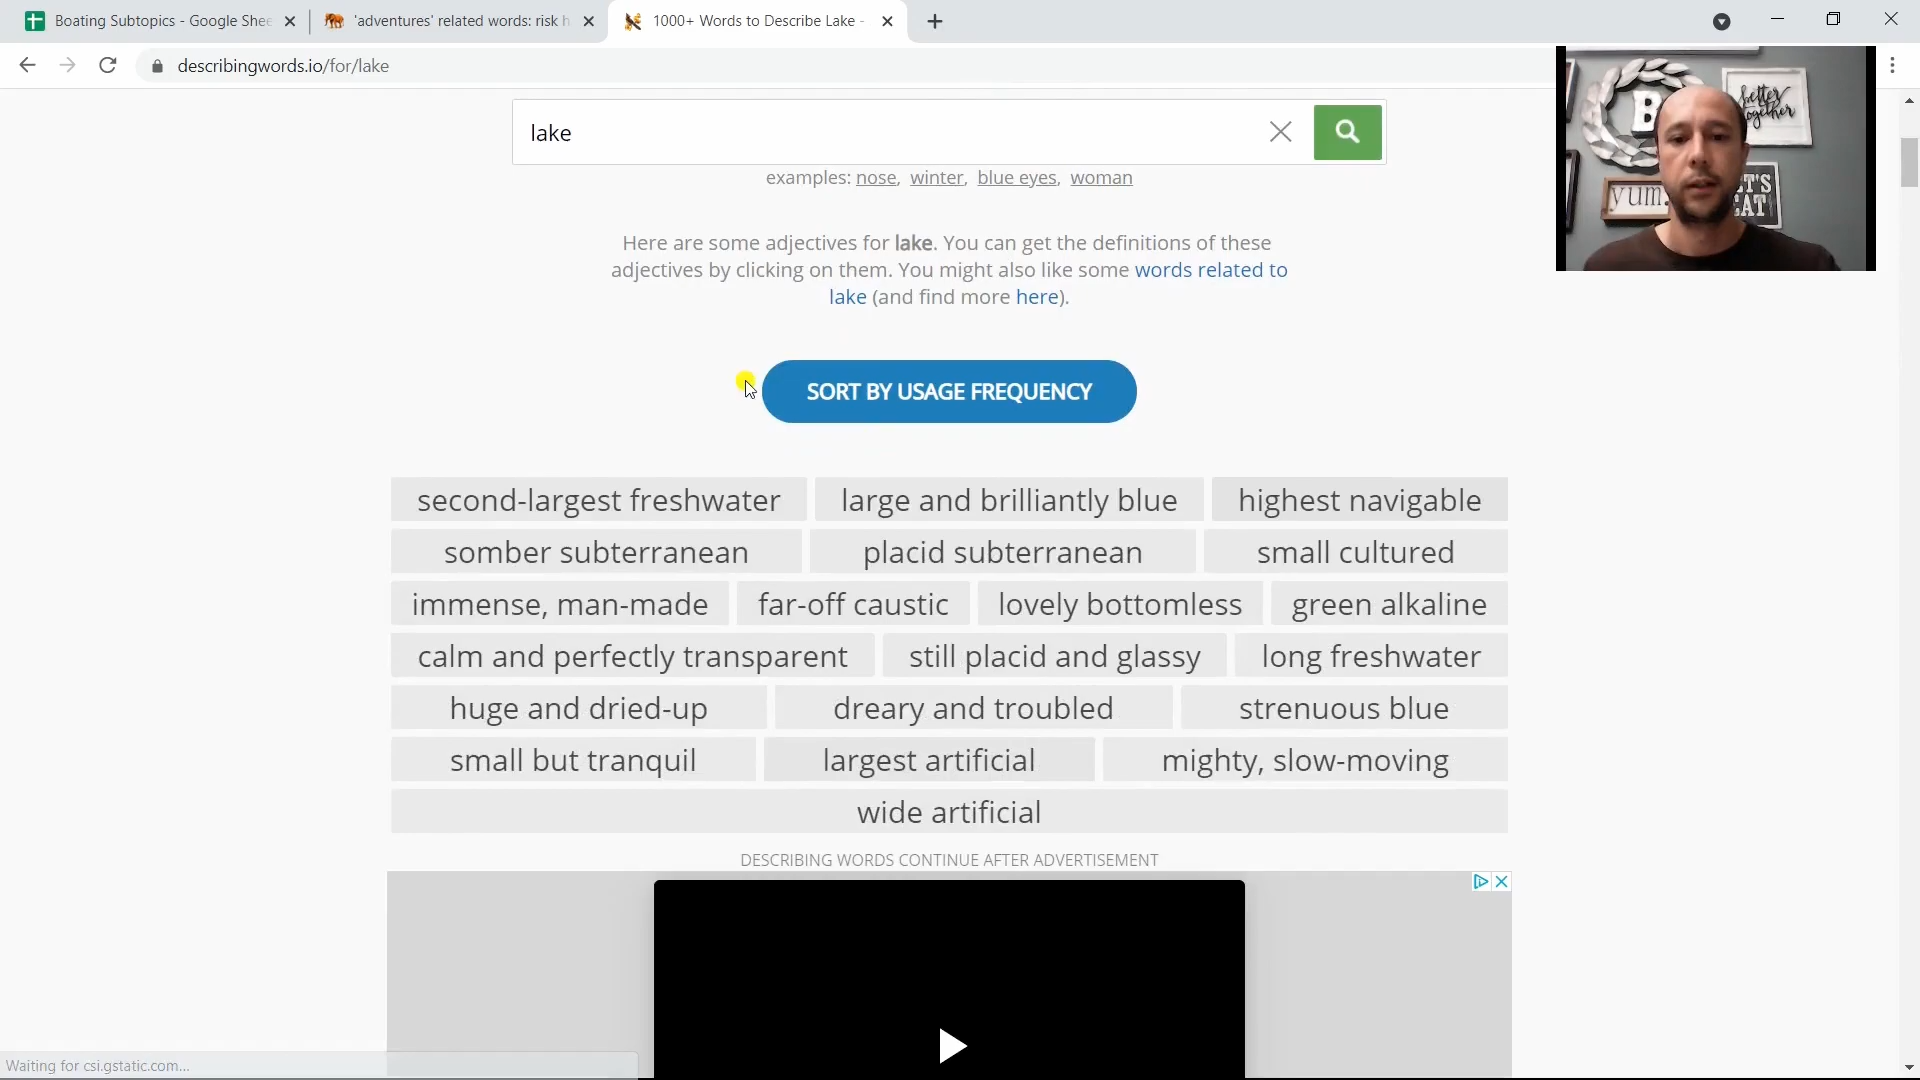 Boating Subtopics - Google Shee
'adventures' related words: risk h
1000+ Words to Describe Lake -
describingwords.io/for/lake
lake
examples: nose, winter, blue eyes, woman
Here are some adjectives for lake. You can get the definitions of these
adjectives by clicking on them. You might also like some words related to
lake (and find more here).
SORT BY USAGE FREQUENCY
second-largest freshwater
large and brilliantly blue
highest navigable
somber subterranean
placid subterranean
small cultured
immense, man-made
far-off caustic
lovely bottomless
green alkaline
calm and perfectly transparent
still placid and glassy
long freshwater
huge and dried-up
dreary and troubled
strenuous blue
small but tranquil
largest artificial
mighty, slow-moving
wide artificial
DESCRIBING WORDS CONTINUE AFTER ADVERTISEMENT
Waiting for csi.gstatic.com...
B
better
together
yum.
ET'S
EAT